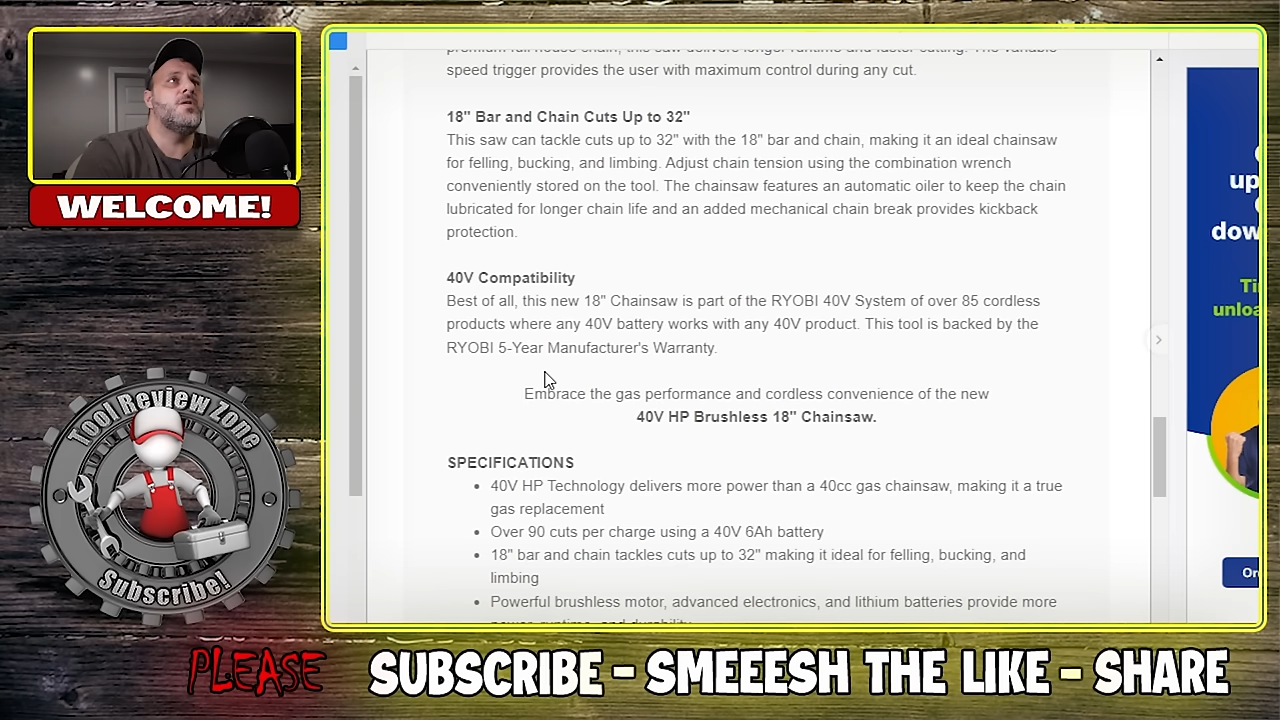 speed trigger provides the user with maximum control during any cut.
18" Bar and Chain Cuts Up to 32"
This saw can tackle cuts up to 32" with the 18" bar and chain, making it an ideal chainsaw
for felling, bucking, and limbing. Adjust chain tension using the combination wrench
conveniently stored on the tool. The chainsaw features an automatic oiler to keep the chain
lubricated for longer chain life and an added mechanical chain break provides kickback
protection.
40V Compatibility
Best of all, this new 18" Chainsaw is part of the RYOBI 40V System of over 85 cordless
products where any 40V battery works with any 40V product. This tool is backed by the
RYOBI 5-Year Manufacturer's Warranty.
Embrace the gas performance and cordless convenience of the new
40V HP Brushless 18" Chainsaw.
SPECIFICATIONS
• 40V HP Technology delivers more power than a 40cc gas chainsaw, making it a true
gas replacement
• Over 90 cuts per charge using a 40V 6Ah battery
• 18" bar and chain tackles cuts up to 32" making it ideal for felling, bucking, and
limbing
• Powerful brushless motor, advanced electronics, and lithium batteries provide more
WELCOME!
Tool Review Zone
Subscribe!
up
dow
Ti
unloa
Or
PLEASE SUBSCRIBE - SMEEESH THE LIKE - SHARE